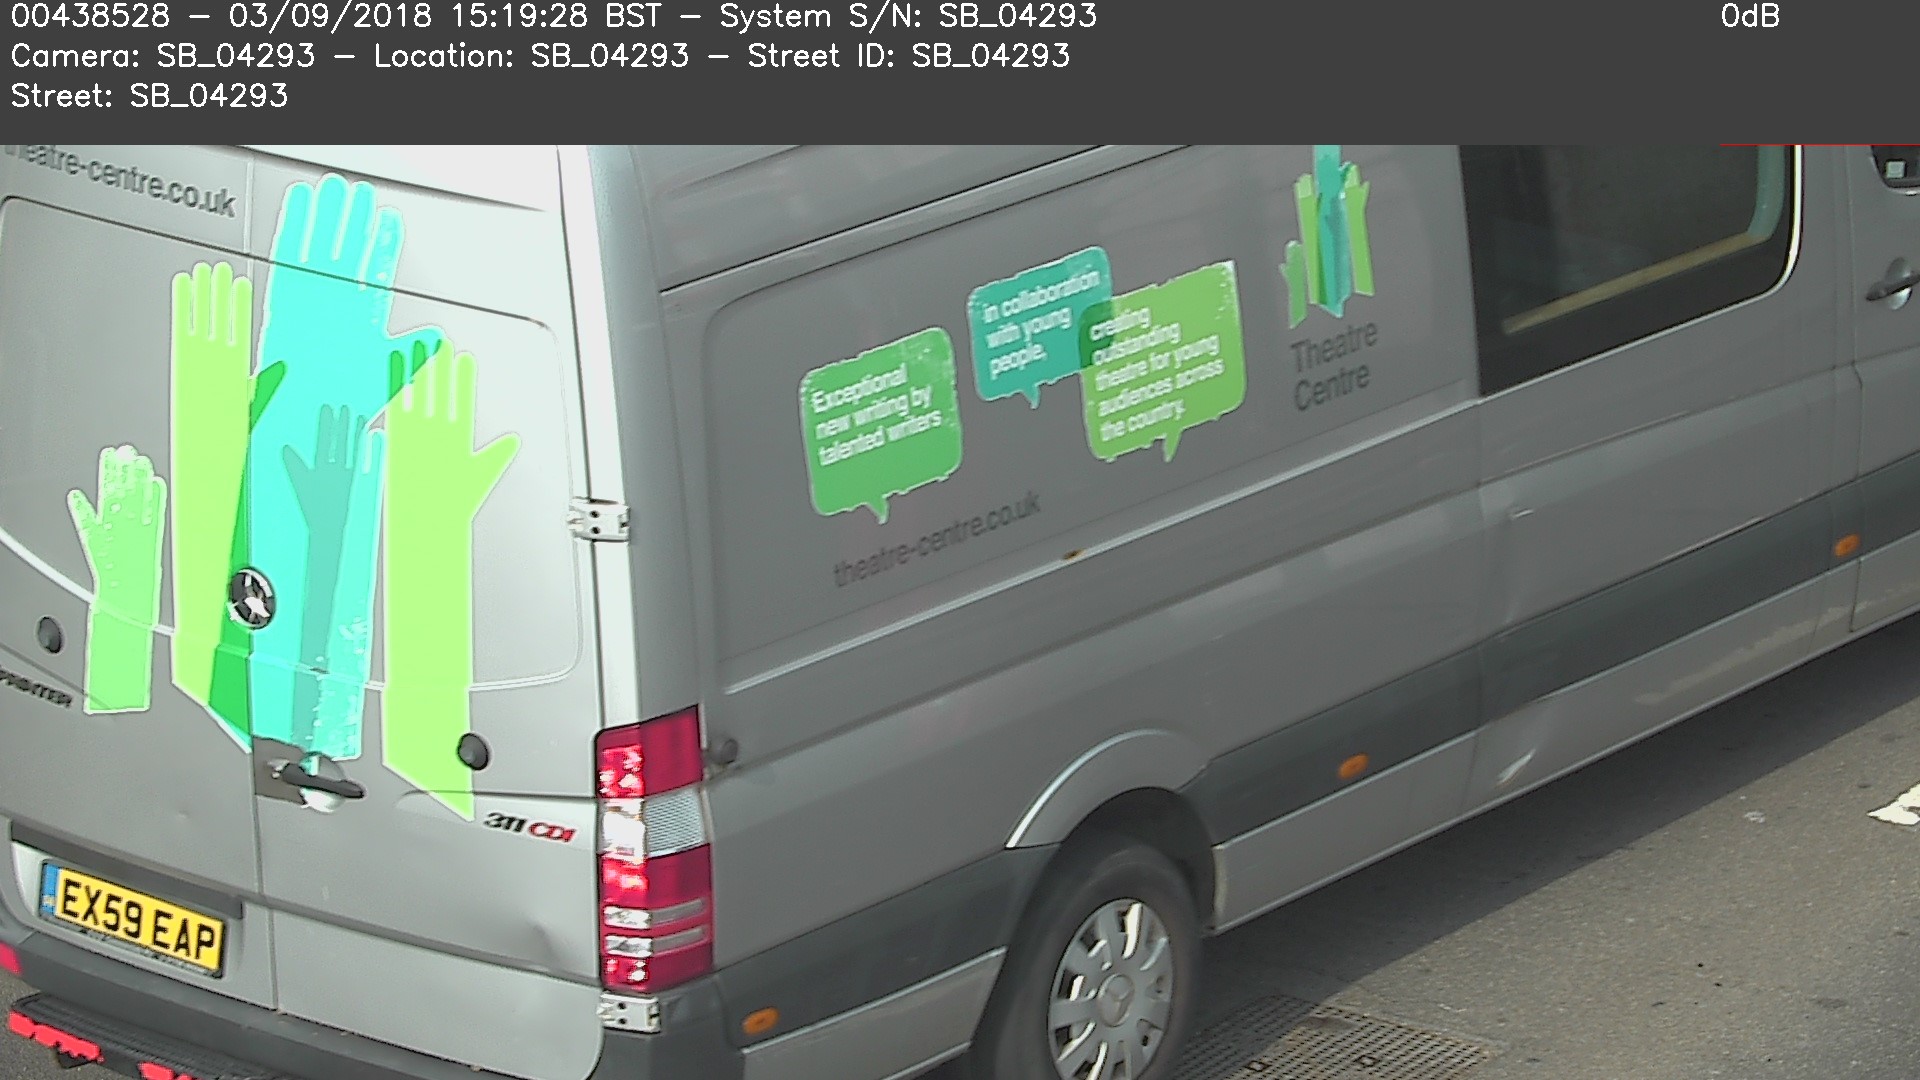 00438528 - 03/09/2018 15:19:28 BST - System S/N: SB_04293
0dB
Camera: SB_04293 - Location: SB_04293 - Street ID: SB_04293
Street: SB_04293
theatre-centre.co.uk
311 CDI
EX59 EAP
Exceptional
new writing by
talented writers
in collaboration
with young
people,
creating
outstanding
theatre for young
audiences across
the country.
theatre-centre.co.uk
Theatre
Centre